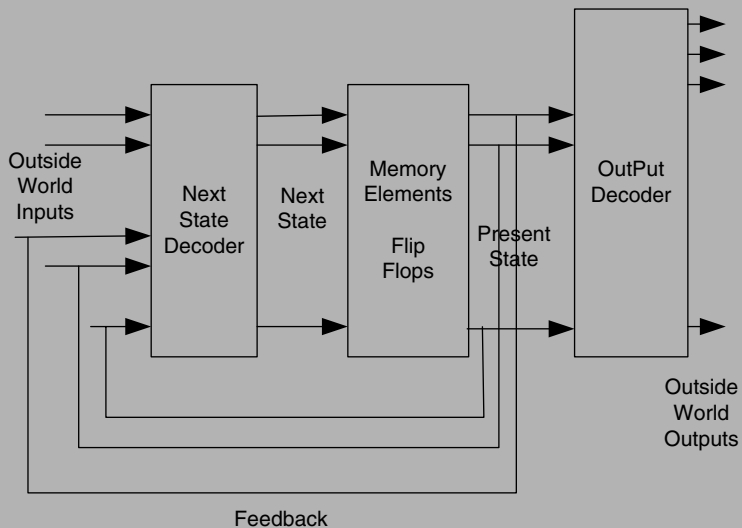 Outside
World
Inputs
Next
State
Decoder
Next
State
Memory
Elements
Flip
Flops
Present
State
OutPut
Decoder
Outside
World
Outputs
Feedback